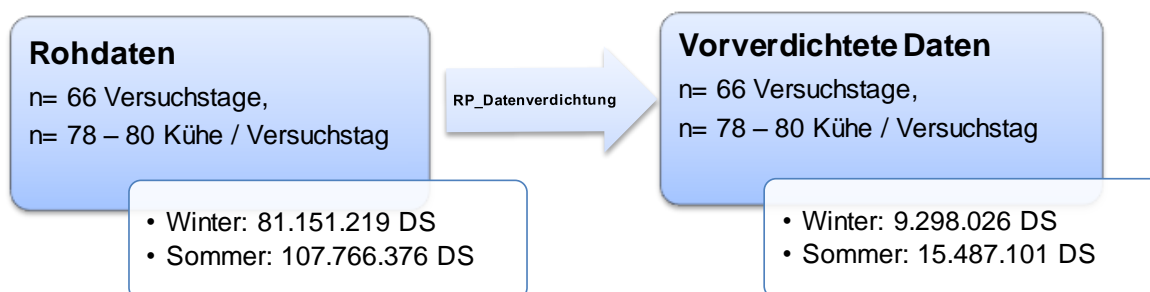 Rohdaten
n= 66 Versuchstage,
n= 78 – 80 Kühe / Versuchstag
• Winter: 81.151.219 DS
• Sommer: 107.766.376 DS
RP_Datenverdichtung
Vorverdichtete Daten
n= 66 Versuchstage,
n= 78 – 80 Kühe / Versuchstag
• Winter: 9.298.026 DS
• Sommer: 15.487.101 DS